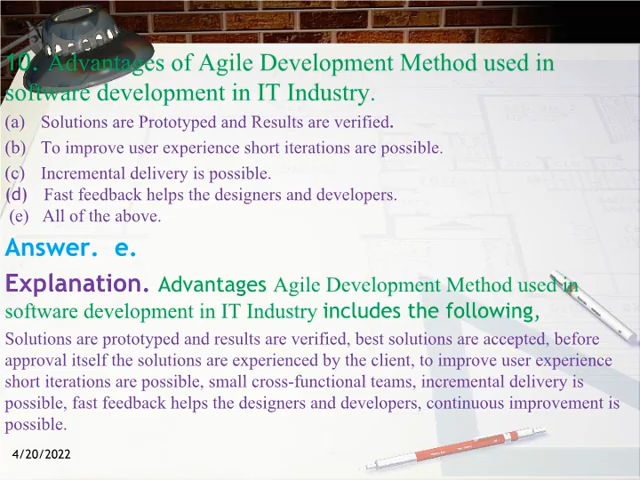 10. Advantages of Agile Development Method used in
software development in IT Industry.
(a) Solutions are Prototyped and Results are verified.
(b) To improve user experience short iterations are possible.
(c) Incremental delivery is possible.
(d) Fast feedback helps the designers and developers.
(e) All of the above.
Answer. e.
Explanation. Advantages Agile Development Method used in
software development in IT Industry includes the following,
Solutions are prototyped and results are verified, best solutions are accepted, before
approval itself the solutions are experienced by the client, to improve user experience
short iterations are possible, small cross-functional teams, incremental delivery is
possible, fast feedback helps the designers and developers, continuous improvement is
possible.
4/20/2022